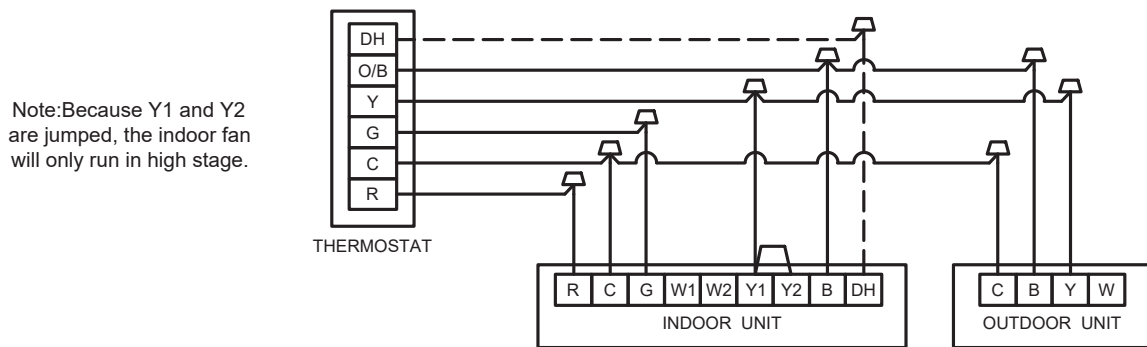 Note:Because Y1 and Y2
are jumped, the indoor fan
will only run in high stage.
DH
O/B
Y
G
C
R
THERMOSTAT
R C G W1 W2 Y1 Y2 B DH
INDOOR UNIT
C B Y W
OUTDOOR UNIT